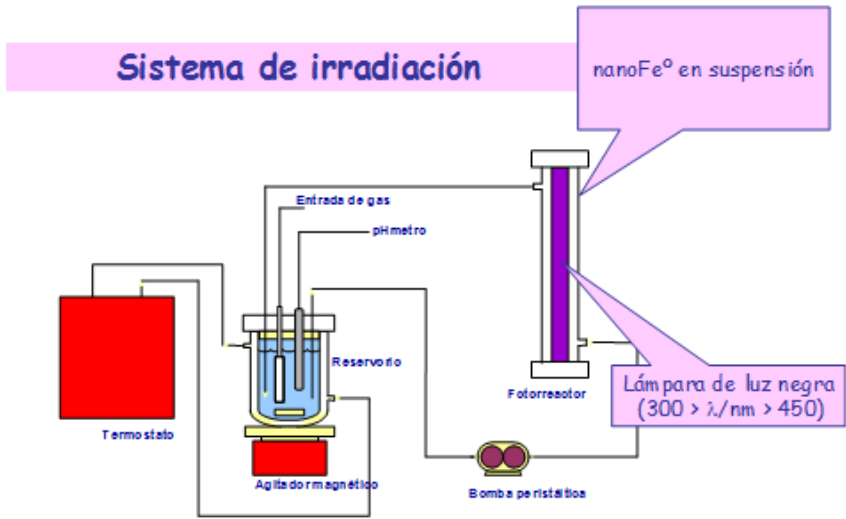 Sistema de irradiación
nanoFeº en suspensión
Entrada de gas
pHmetro
Reservorio
Termostato
Agitador magnético
Fotorreactor
Bomba peristáltica
Lámpara de luz negra
(300 > λ/nm > 450)